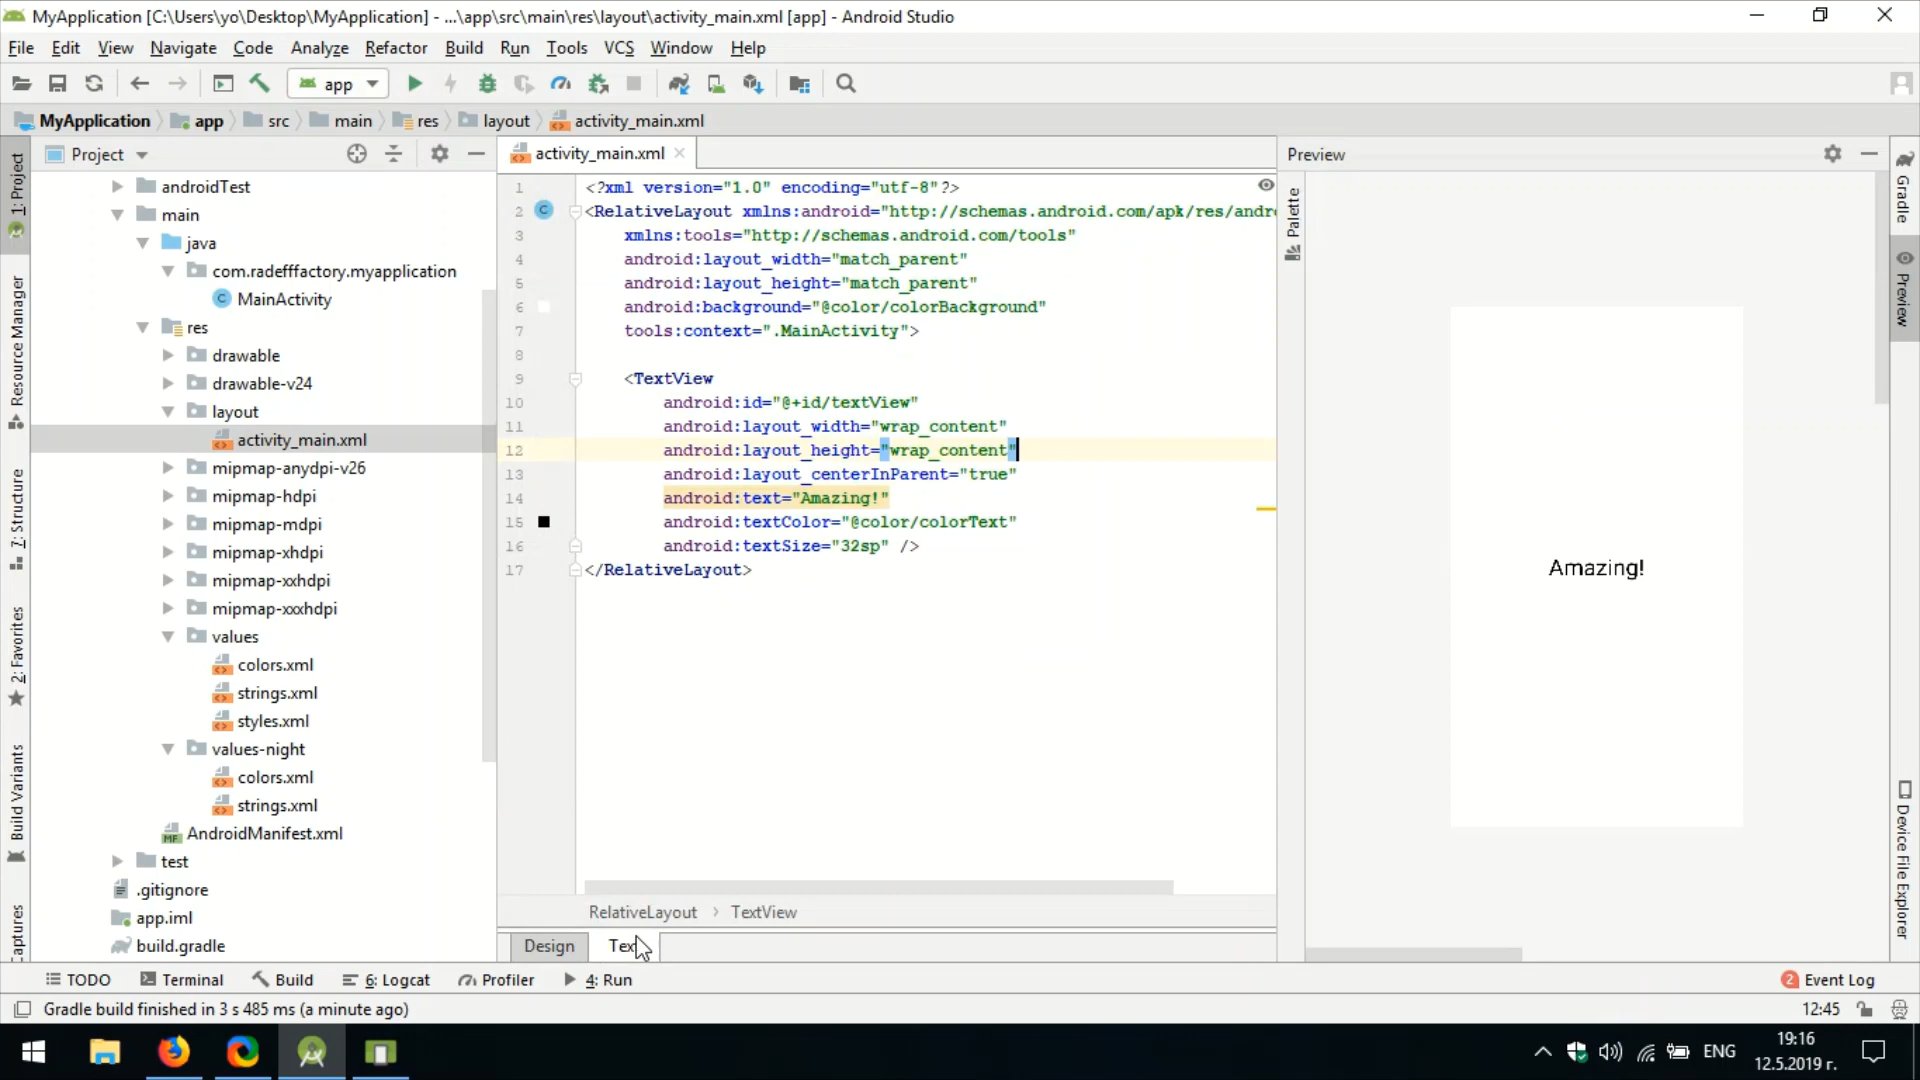 MyApplication [C:\Users\yo\Desktop\MyApplication] - ...\app\src\main\res\layout\activity_main.xml [app] - Android Studio
File Edit View Navigate Code Analyze Refactor Build Run Tools VCS Window Help
app
MyApplication app src main res layout activity_main.xml
1: Project
Resource Manager
7: Structure
2: Favorites
Build Variants
Captures
Project
androidTest
main
java
com.radefffactory.myapplication
MainActivity
res
drawable
drawable-v24
layout
activity_main.xml
mipmap-anydpi-v26
mipmap-hdpi
mipmap-mdpi
mipmap-xhdpi
mipmap-xxhdpi
mipmap-xxxhdpi
values
colors.xml
strings.xml
styles.xml
values-night
colors.xml
strings.xml
AndroidManifest.xml
test
.gitignore
app.iml
build.gradle
activity_main.xml
1 <?xml version="1.0" encoding="utf-8"?>
2 <RelativeLayout xmlns:android="http://schemas.android.com/apk/res/andro
3 xmlns:tools="http://schemas.android.com/tools"
4 android:layout_width="match_parent"
5 android:layout_height="match_parent"
6 android:background="@color/colorBackground"
7 tools:context=".MainActivity">
8
9 <TextView
10 android:id="@+id/textView"
11 android:layout_width="wrap_content"
12 android:layout_height="wrap_content"
13 android:layout_centerInParent="true"
14 android:text="Amazing!"
15 android:textColor="@color/colorText"
16 android:textSize="32sp" />
17 </RelativeLayout>
RelativeLayout › TextView
Design Text
Preview
Palette
Amazing!
Gradle
Preview
Device File Explorer
TODO Terminal Build 6: Logcat Profiler 4: Run 2 Event Log
Gradle build finished in 3 s 485 ms (a minute ago) 12:45
ENG
19:16
12.5.2019 г.